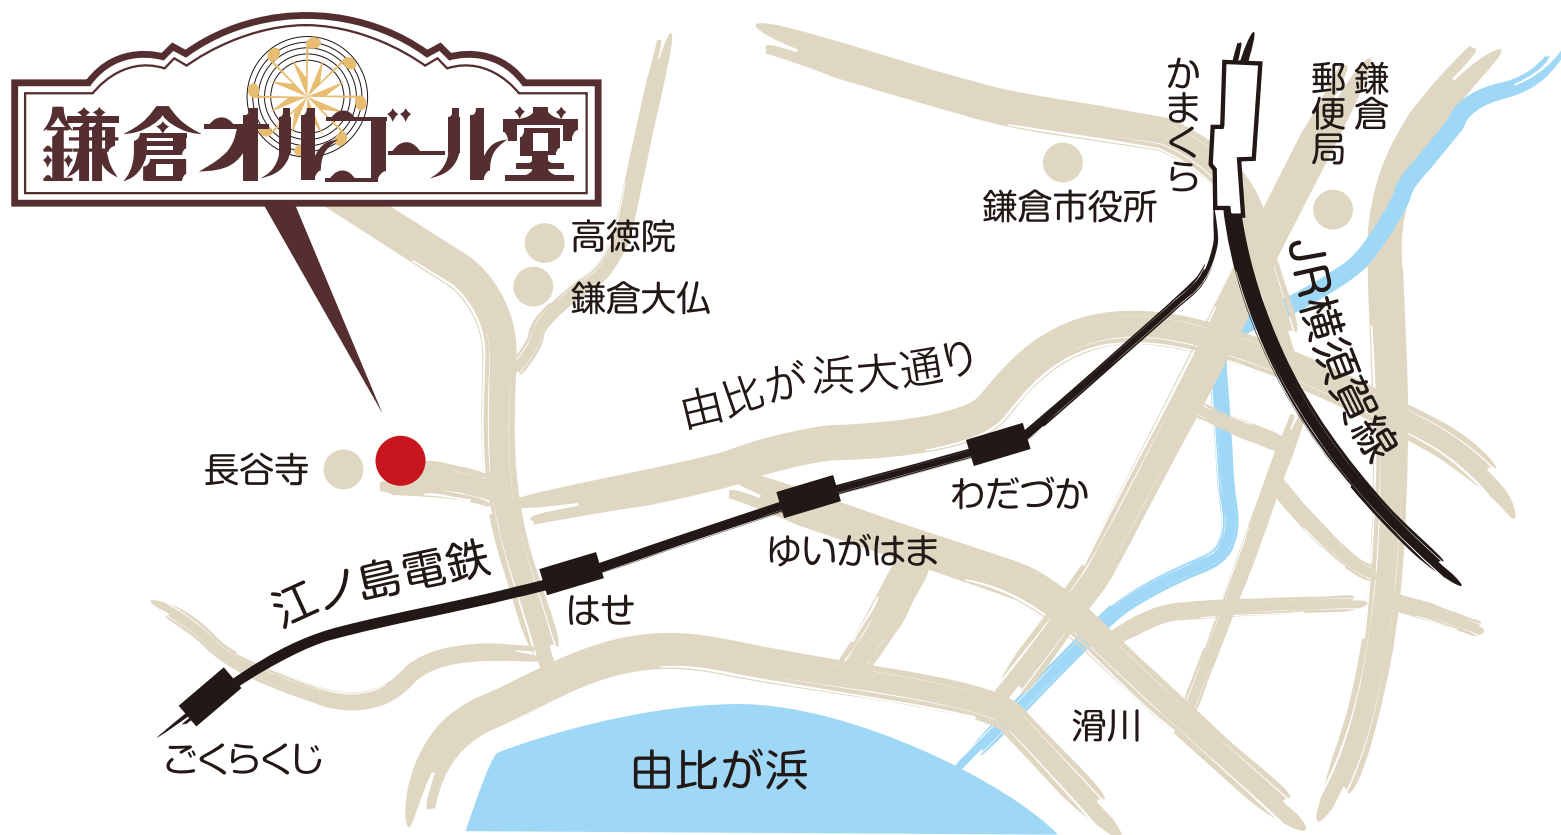 鎌倉オルゴール堂
かまくら
鎌倉
郵便局
鎌倉市役所
高徳院
鎌倉大仏
JR横須賀線
由比が浜大通り
長谷寺
わだづか
ゆいがはま
江ノ島電鉄
はせ
滑川
ごくらくじ
由比が浜